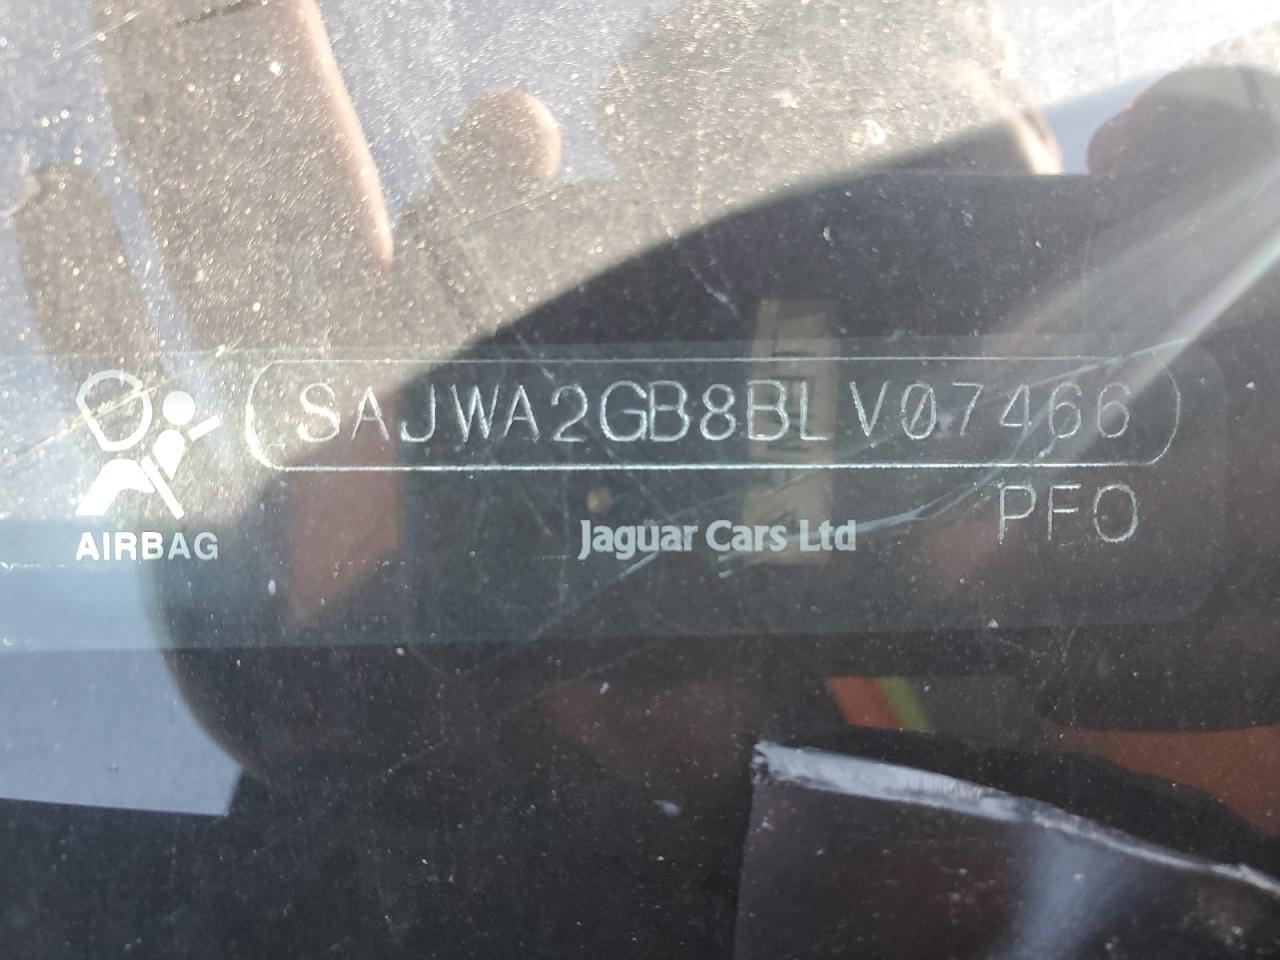 SAJWA2GB8BLV07466
PFO
AIRBAG
Jaguar Cars Ltd